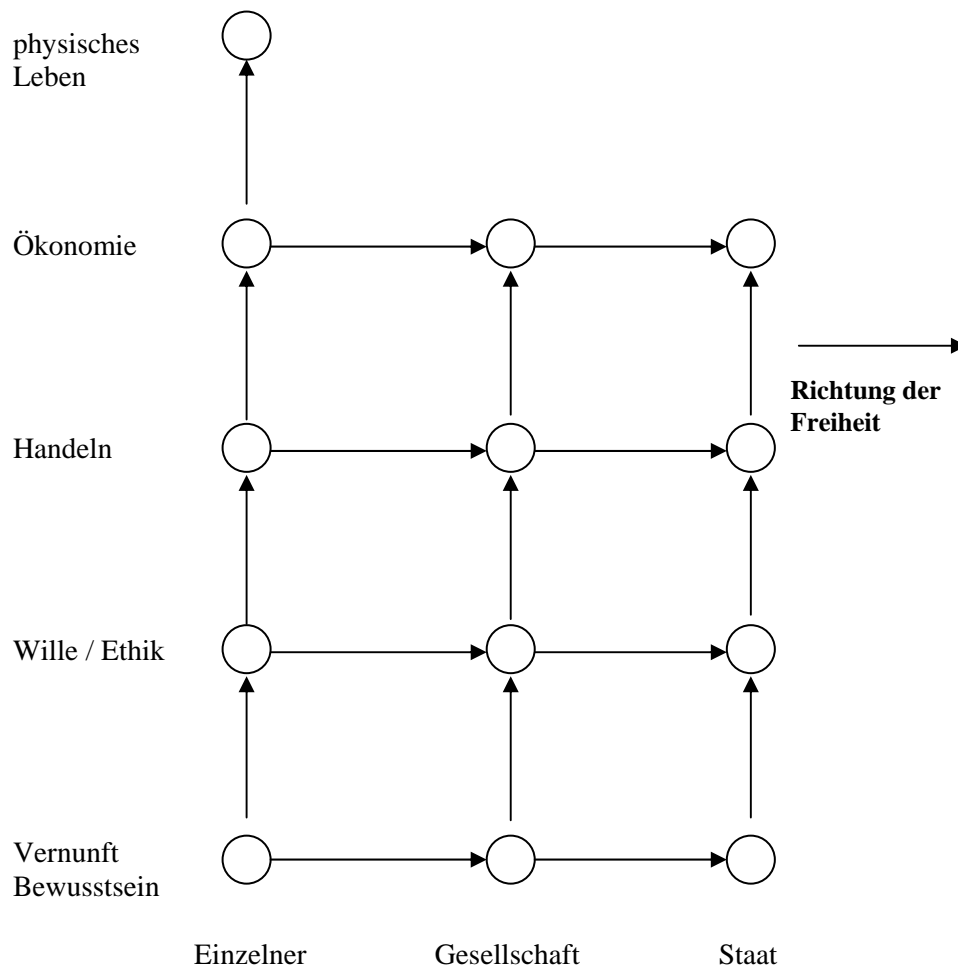 physisches
Leben
Ökonomie
Richtung der
Freiheit
Handeln
Wille / Ethik
Vernunft
Bewusstsein
Einzelner Gesellschaft Staat